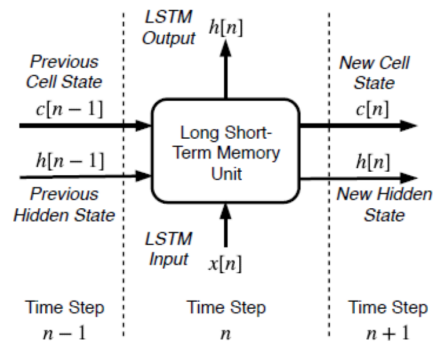 LSTM
Output
h[n]
Previous
Cell State
c[n − 1]
New Cell
State
c[n]
Long Short-
Term Memory
Unit
h[n − 1]
Previous
Hidden State
h[n]
New Hidden
State
LSTM
Input
x[n]
Time Step
n − 1
Time Step
n
Time Step
n + 1